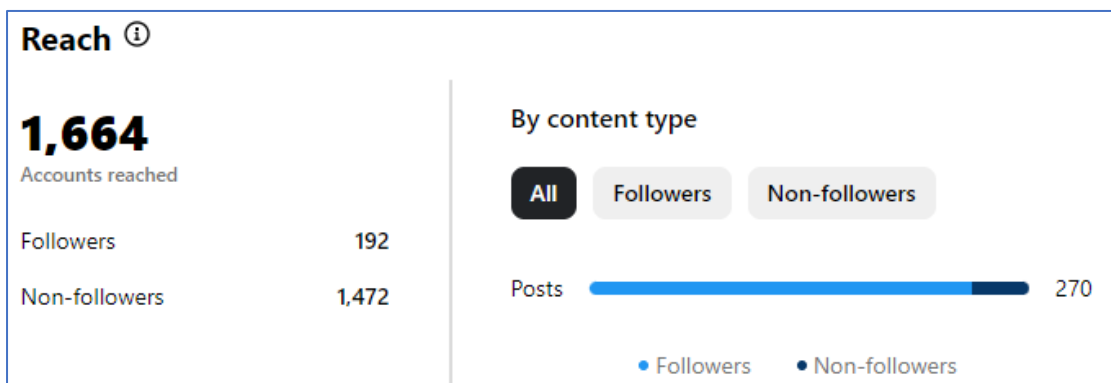 Reach
1,664
Accounts reached
Followers 192
Non-followers 1,472
By content type
All Followers Non-followers
Posts 270
Followers Non-followers